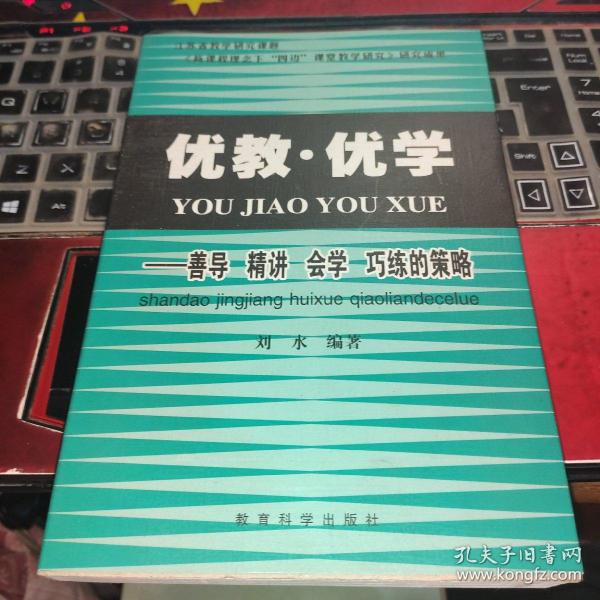 江苏省教学研究课题
《新课程理念下“四边”课堂教学研究》研究成果
优教·优学
YOU JIAO YOU XUE
——善导 精讲 会学 巧练的策略
shandao jingjiang huixue qiaoliandecelue
刘 水 编著
教育科学出版社
孔夫子旧书网
www.kongfz.com